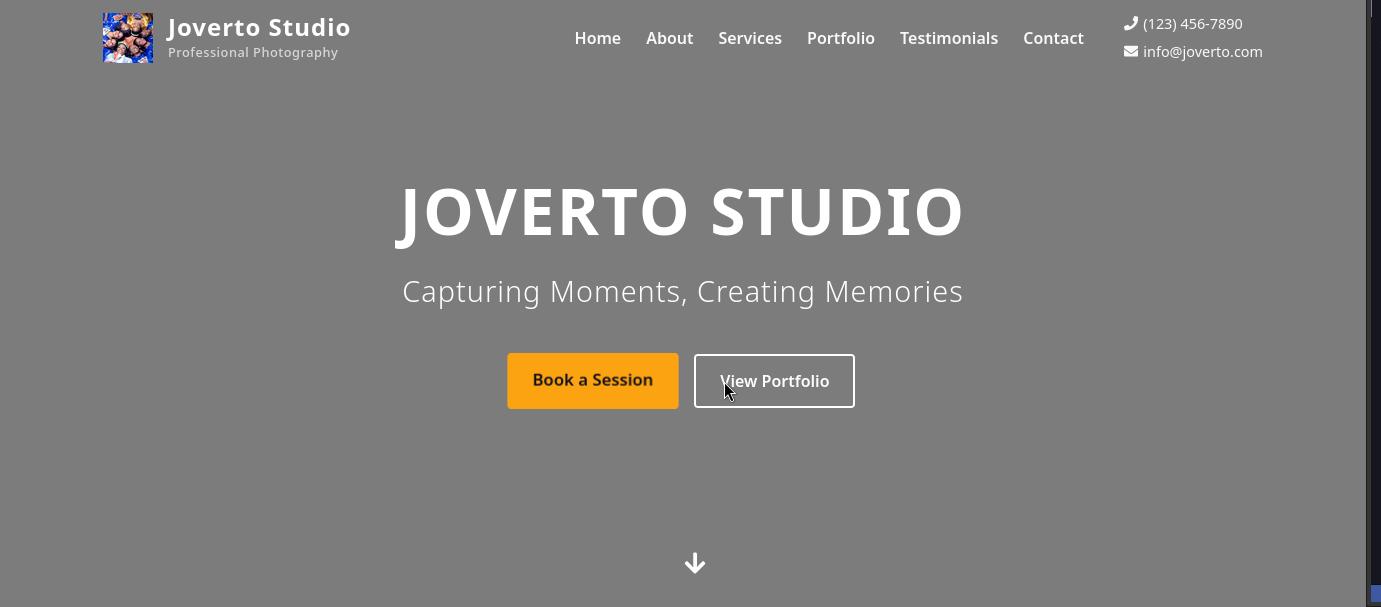 Joverto Studio
Professional Photography
Home About Services Portfolio Testimonials Contact
(123) 456-7890
info@joverto.com
JOVERTO STUDIO
Capturing Moments, Creating Memories
Book a Session
View Portfolio